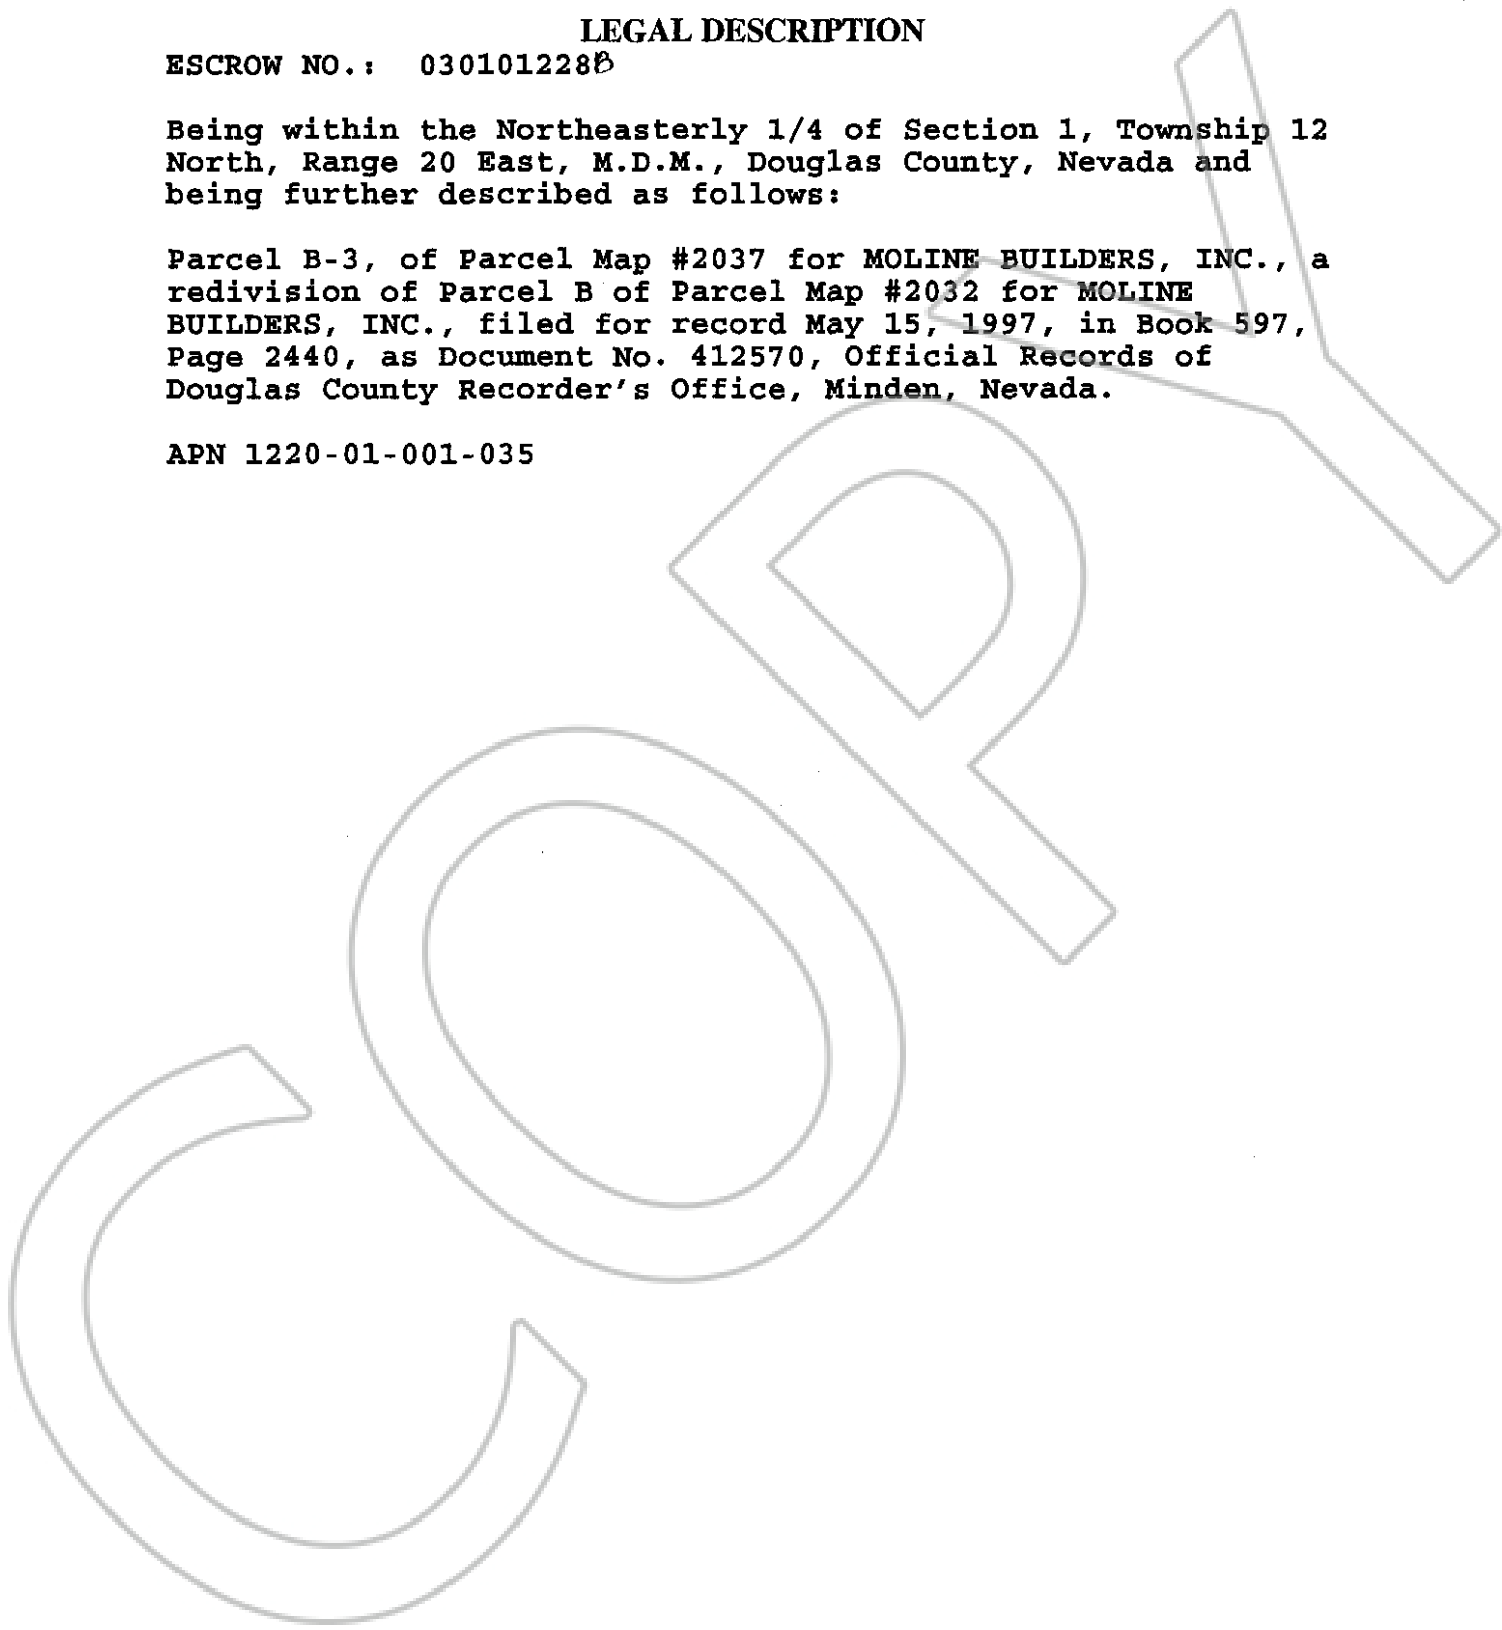 LEGAL DESCRIPTION
ESCROW NO.: 030101228B
Being within the Northeasterly 1/4 of Section 1, Township 12
North, Range 20 East, M.D.M., Douglas County, Nevada and
being further described as follows:
Parcel B-3, of Parcel Map #2037 for MOLINE BUILDERS, INC., a
redivision of Parcel B of Parcel Map #2032 for MOLINE
BUILDERS, INC., filed for record May 15, 1997, in Book 597,
Page 2440, as Document No. 412570, Official Records of
Douglas County Recorder's Office, Minden, Nevada.
APN 1220-01-001-035
COPY